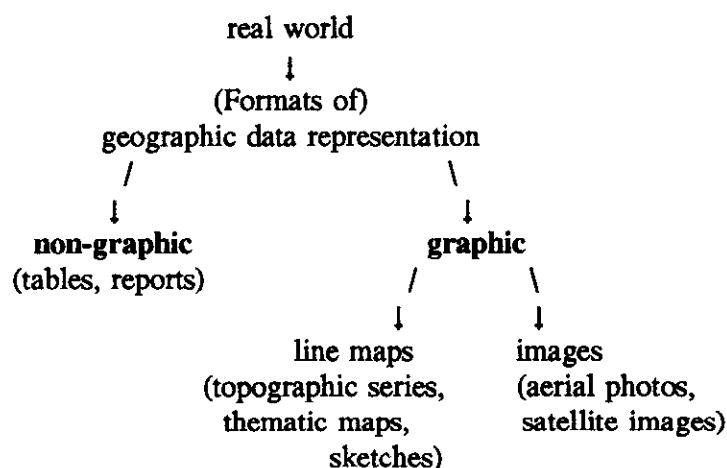 real world
(Formats of)
geographic data representation
non-graphic
(tables, reports)
graphic
line maps
(topographic series,
thematic maps,
sketches)
images
(aerial photos,
satellite images)